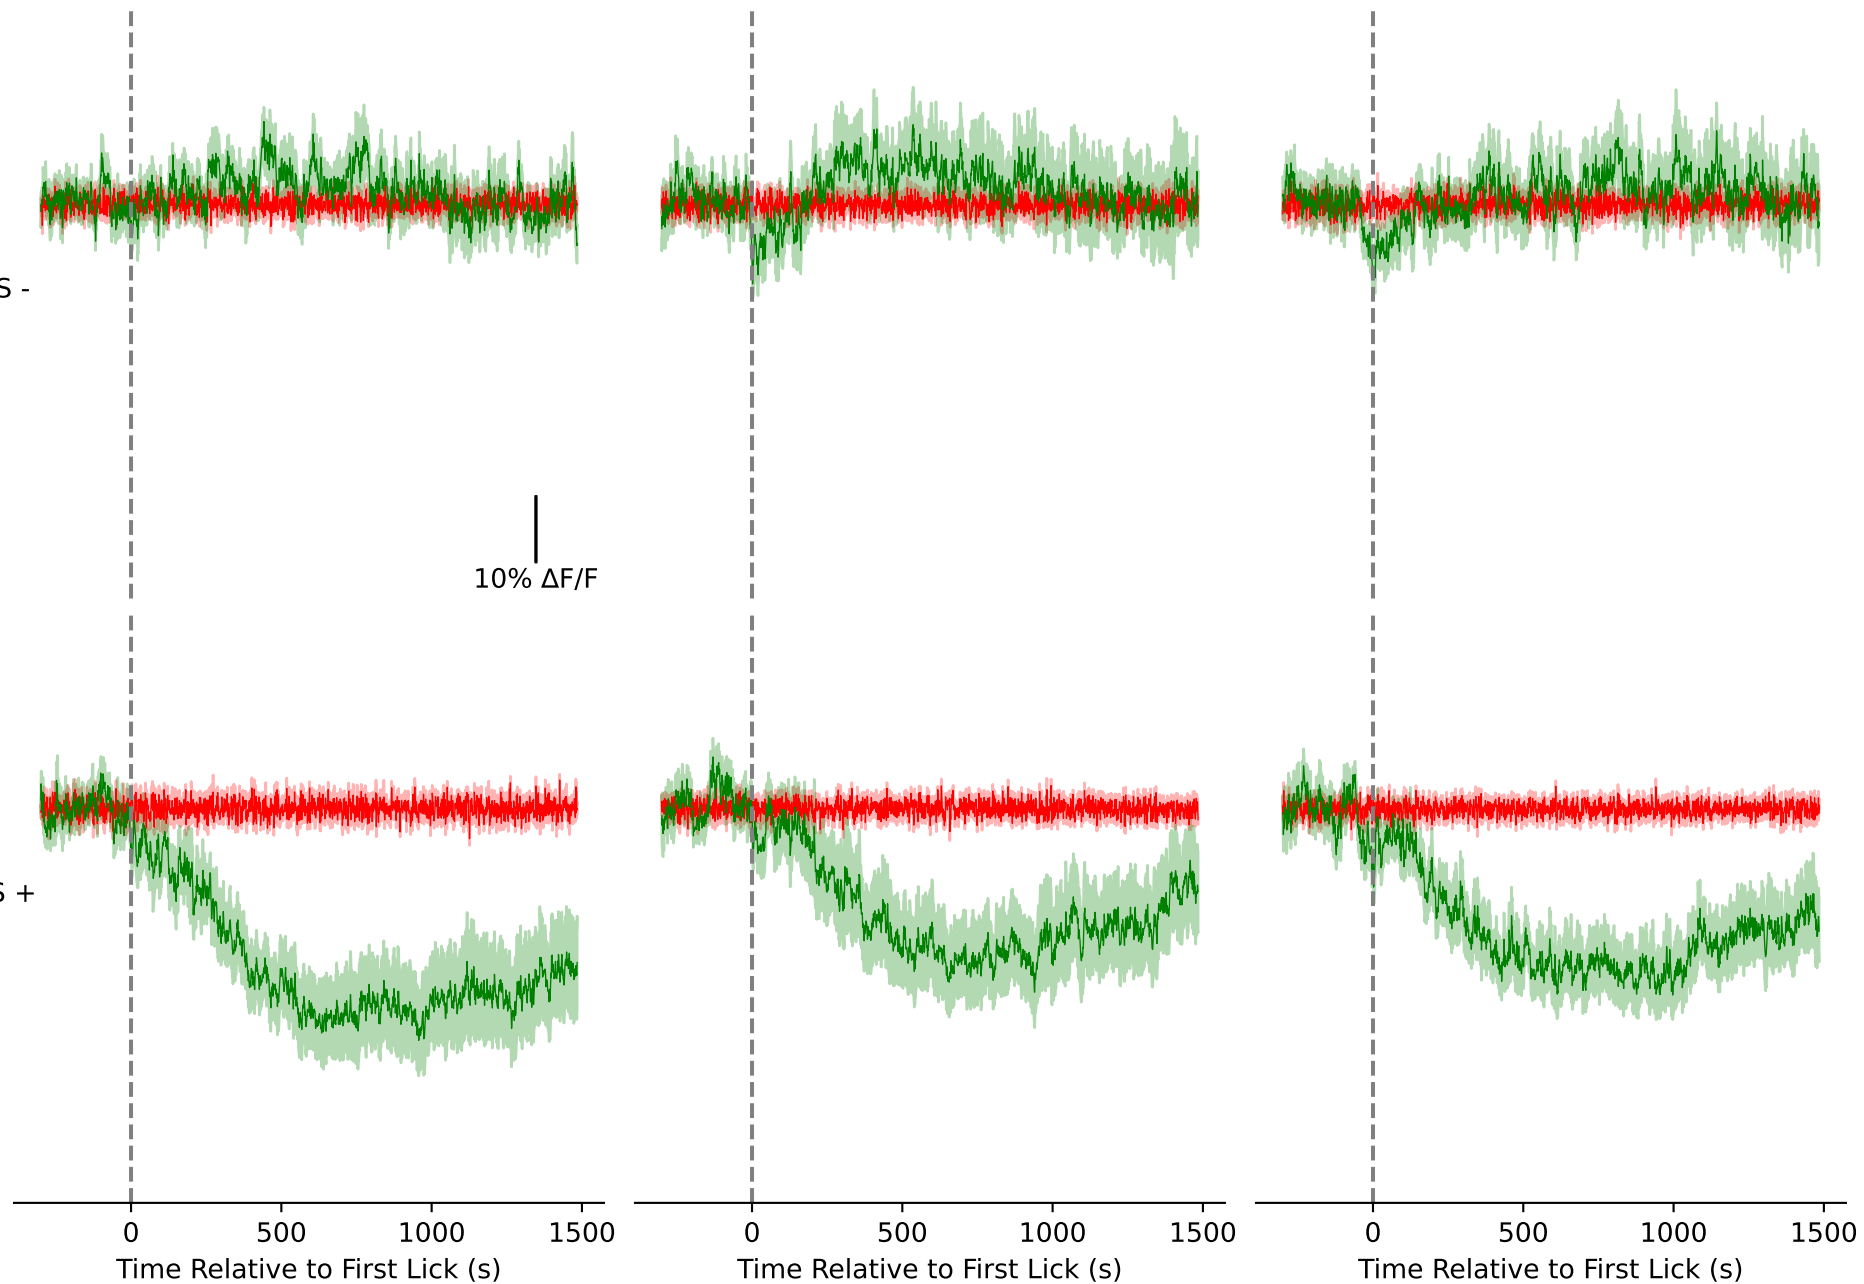 S -
10% ΔF/F
S +
0 500 1000 1500 0 500 1000 1500 0 500 1000 1500
Time Relative to First Lick (s) Time Relative to First Lick (s) Time Relative to First Lick (s)